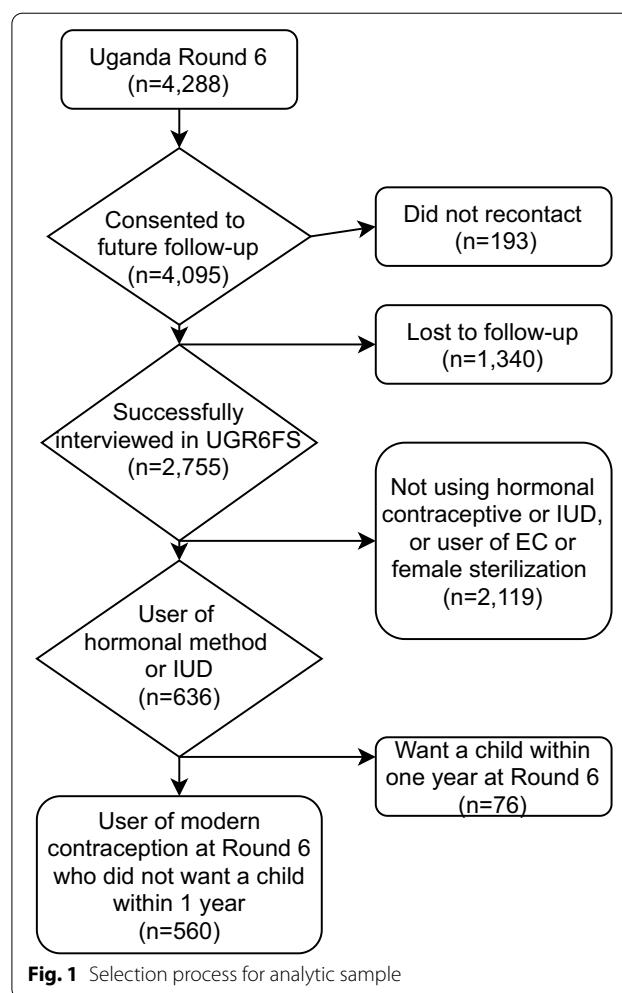 Uganda Round 6
(n=4,288)
Consented to
future follow-up
(n=4,095)
Did not recontact
(n=193)
Lost to follow-up
(n=1,340)
Successfully
interviewed in UGR6FS
(n=2,755)
Not using hormonal
contraceptive or IUD,
or user of EC or
female sterilization
(n=2,119)
User of
hormonal method
or IUD
(n=636)
Want a child within
one year at Round 6
(n=76)
User of modern
contraception at Round 6
who did not want a child
within 1 year
(n=560)
Fig. 1 Selection process for analytic sample